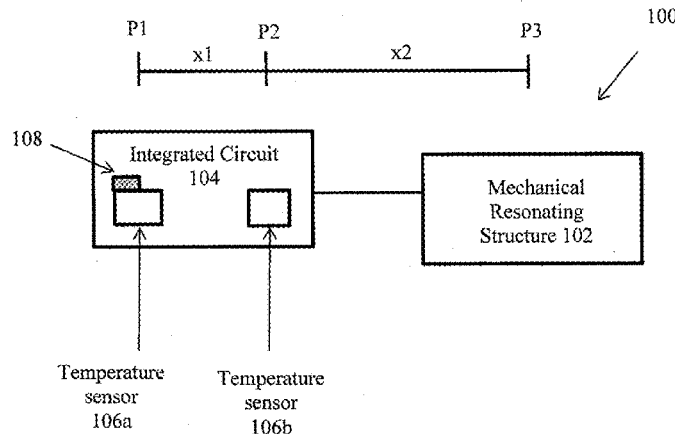 P1 P2 P3 100
x1 x2
108
Integrated Circuit
104
Mechanical
Resonating
Structure 102
Temperature
sensor
106a
Temperature
sensor
106b